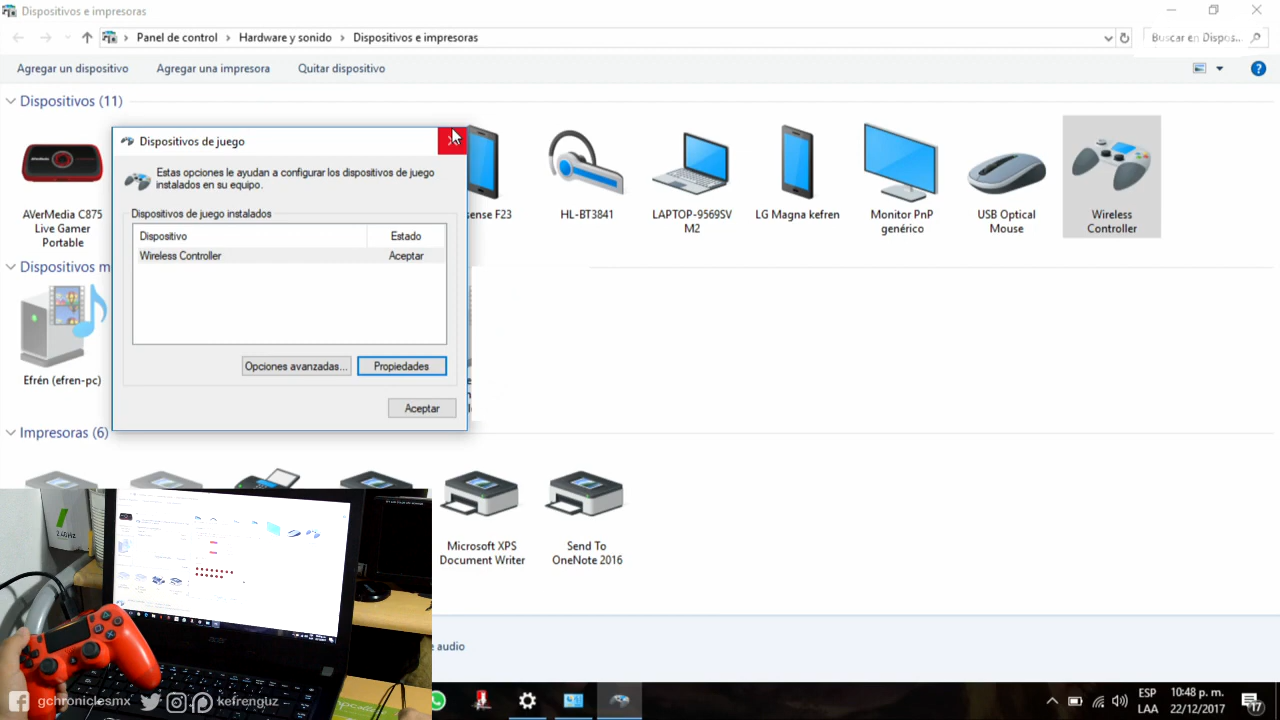 Dispositivos e impresoras
Panel de control
Hardware y sonido
Dispositivos e impresoras
Buscar en Dispos...
Agregar un dispositivo
Agregar una impresora
Quitar dispositivo
Dispositivos (11)
AVerMedia C875
Live Gamer
Portable
sense F23
HL-BT3841
LAPTOP-9569SV
M2
LG Magna kefren
Monitor PnP
genérico
USB Optical
Mouse
Wireless
Controller
Dispositivos de juego
Estas opciones le ayudan a configurar los dispositivos de juego
instalados en su equipo.
Dispositivos de juego instalados
Dispositivo
Estado
Wireless Controller
Aceptar
Opciones avanzadas...
Propiedades
Aceptar
Dispositivos m
Efrén (efren-pc)
Impresoras (6)
Microsoft XPS
Document Writer
Send To
OneNote 2016
e audio
gchroniclesmx
kefrenguz
ESP
LAA
10:48 p. m.
22/12/2017
17